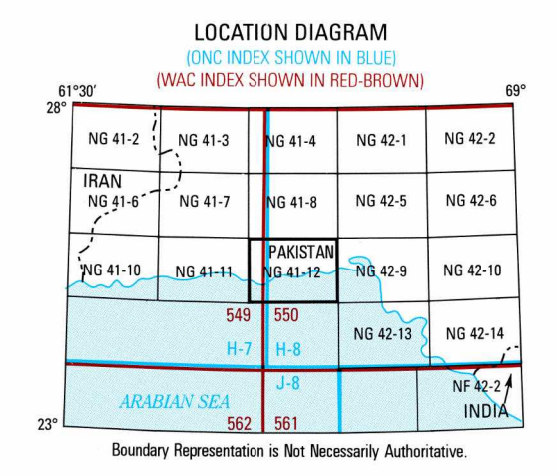 LOCATION DIAGRAM
(ONC INDEX SHOWN IN BLUE)
(WAC INDEX SHOWN IN RED-BROWN)
61°30' 69°
28°
NG 41-2 NG 41-3 NG 41-4 NG 42-1 NG 42-2
IRAN
NG 41-6 NG 41-7 NG 41-8 NG 42-5 NG 42-6
PAKISTAN
NG 41-10 NG 41-11 NG 41-12 NG 42-9 NG 42-10
549 550
NG 42-13 NG 42-14
H-7 H-8
J-8 NF 42-2
ARABIAN SEA INDIA
23° 562 561
Boundary Representation is Not Necessarily Authoritative.